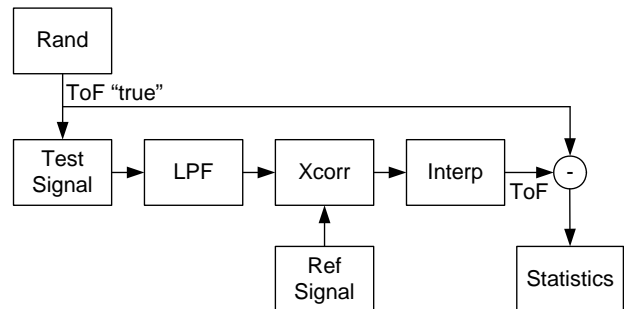 Rand
ToF “true”
Test
Signal
LPF
Xcorr
Interp
ToF
-
Ref
Signal
Statistics